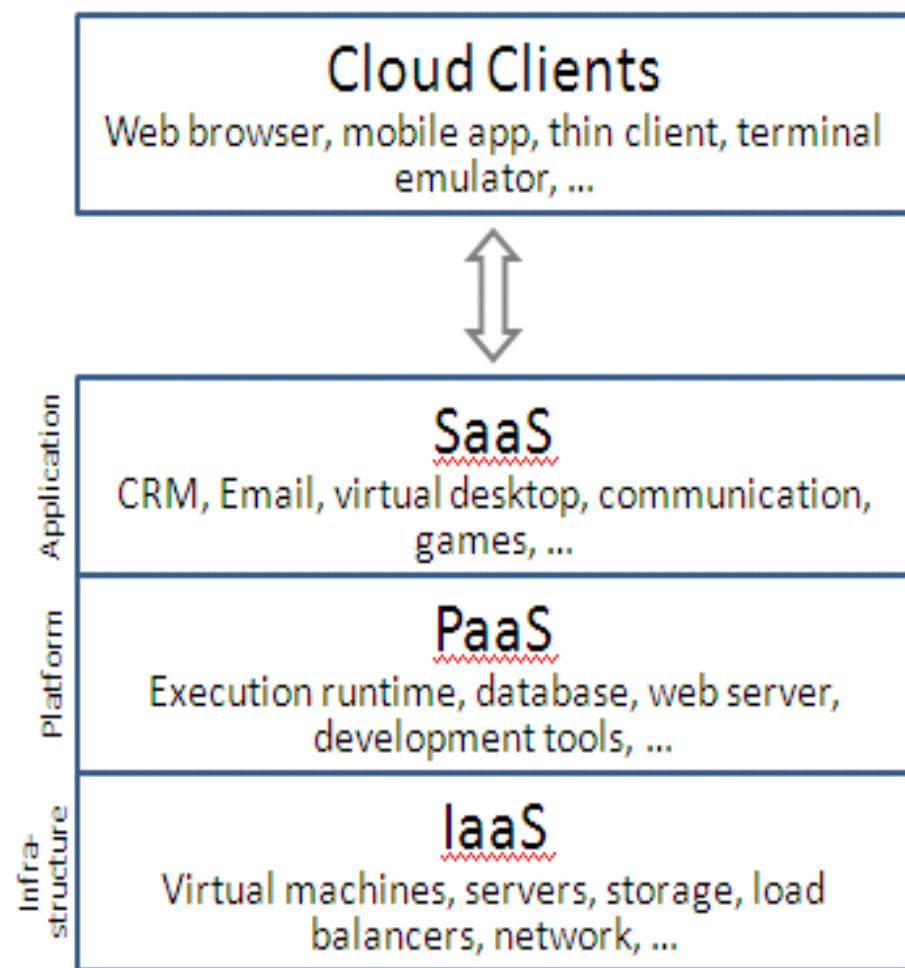 Cloud Clients
Web browser, mobile app, thin client, terminal
emulator, ...
Application
SaaS
CRM, Email, virtual desktop, communication,
games, ...
Platform
PaaS
Execution runtime, database, web server,
development tools, ...
Infra-
structure
IaaS
Virtual machines, servers, storage, load
balancers, network, ...